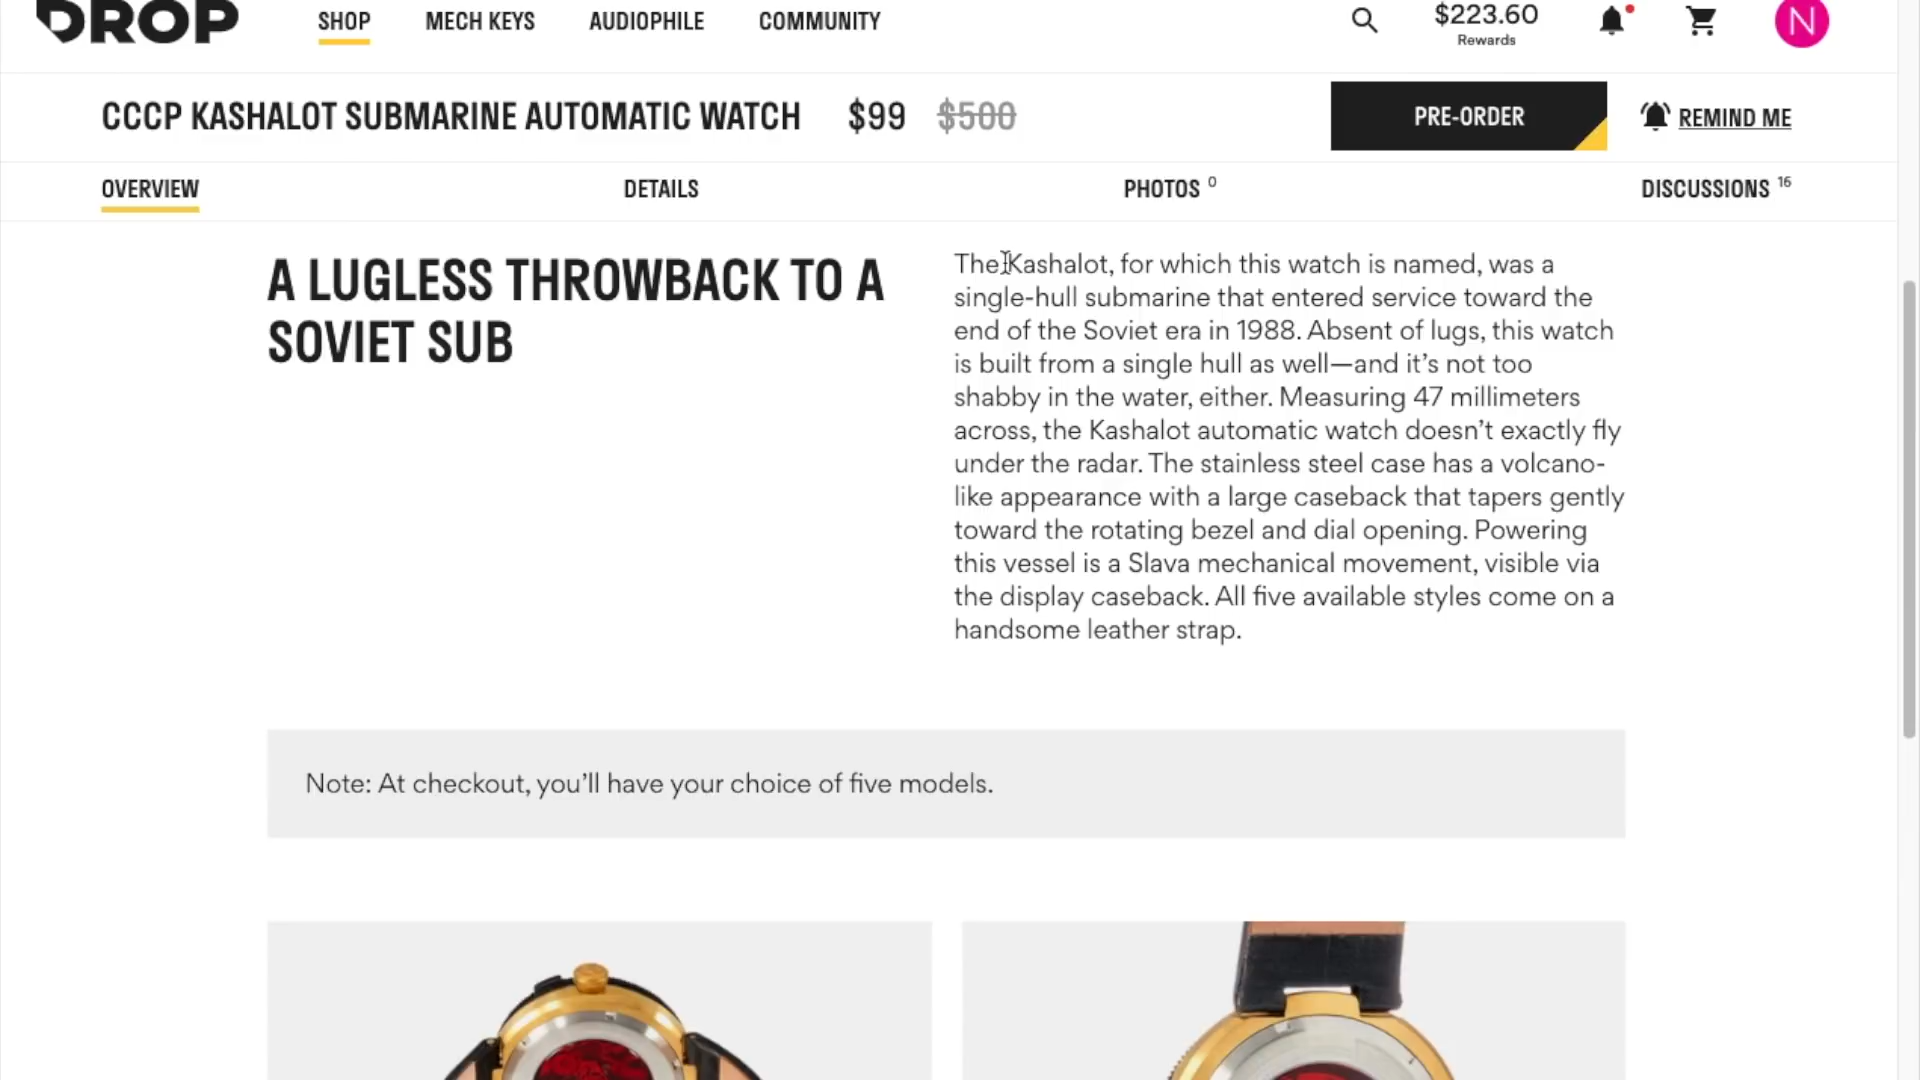 DROP
SHOP
MECH KEYS
AUDIOPHILE
COMMUNITY
$223.60
Rewards
N
CCCP KASHALOT SUBMARINE AUTOMATIC WATCH $99 $500
PRE-ORDER
REMIND ME
OVERVIEW
DETAILS
PHOTOS 0
DISCUSSIONS 16
A LUGLESS THROWBACK TO A
SOVIET SUB
The Kashalot, for which this watch is named, was a
single-hull submarine that entered service toward the
end of the Soviet era in 1988. Absent of lugs, this watch
is built from a single hull as well—and it’s not too
shabby in the water, either. Measuring 47 millimeters
across, the Kashalot automatic watch doesn’t exactly fly
under the radar. The stainless steel case has a volcano-
like appearance with a large caseback that tapers gently
toward the rotating bezel and dial opening. Powering
this vessel is a Slava mechanical movement, visible via
the display caseback. All five available styles come on a
handsome leather strap.
Note: At checkout, you’ll have your choice of five models.